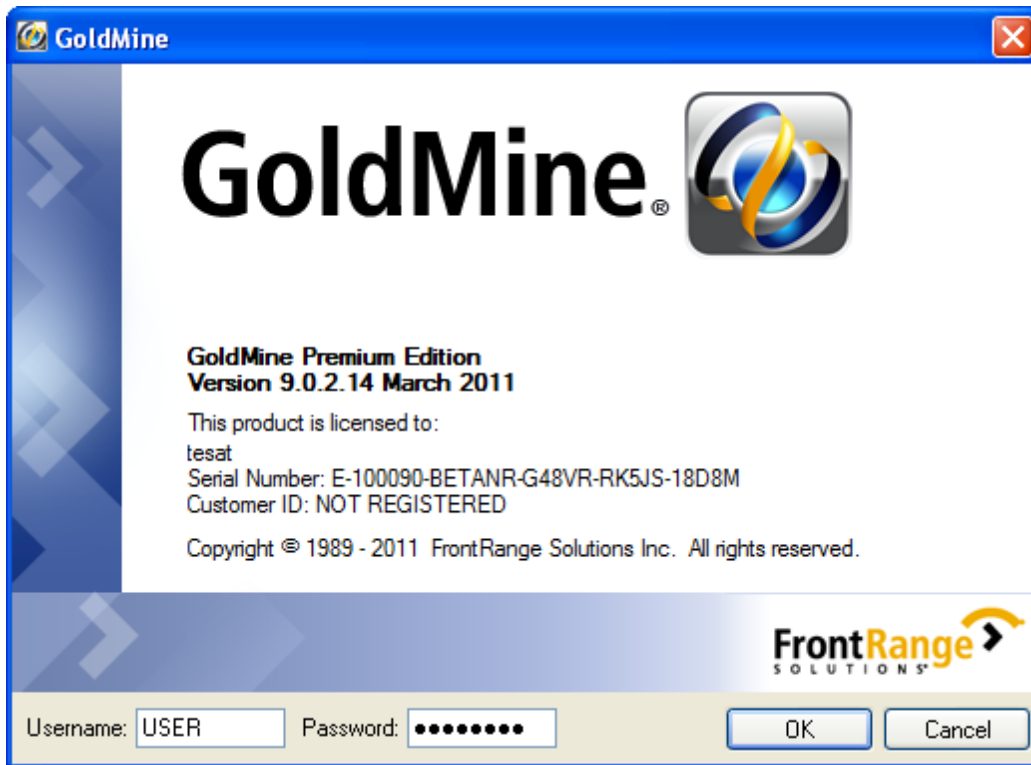 GoldMine
GoldMine®
GoldMine Premium Edition
Version 9.0.2.14 March 2011
This product is licensed to:
tesat
Serial Number: E-100090-BETANR-G48VR-RK5JS-18D8M
Customer ID: NOT REGISTERED
Copyright © 1989 - 2011 FrontRange Solutions Inc. All rights reserved.
FrontRange
SOLUTIONS
Username: USER Password: ●●●●●●●● OK Cancel